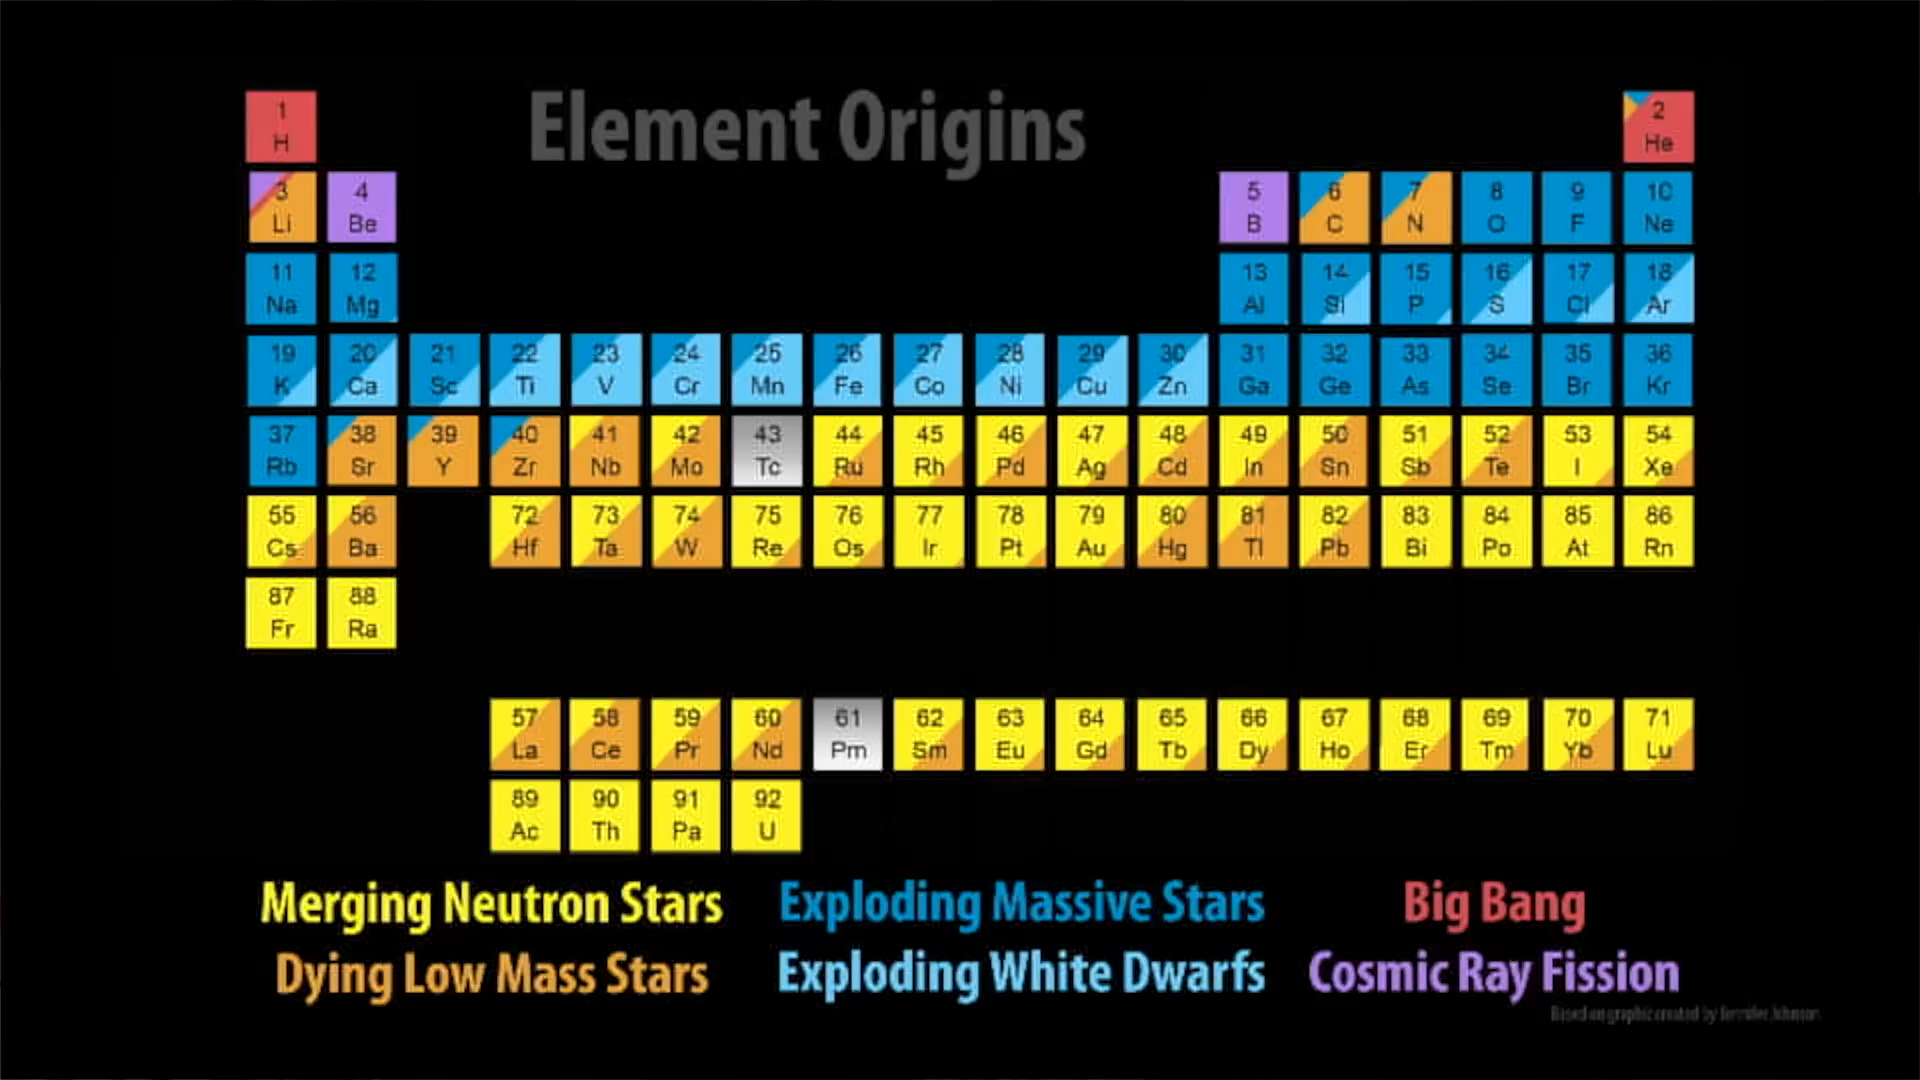 Element Origins
1 2
H He
3 4 5 6 7 8 9 10
Li Be B C N O F Ne
11 12 13 14 15 16 17 18
Na Mg Al Si P S Cl Ar
19 20 21 22 23 24 25 26 27 28 29 30 31 32 33 34 35 36
K Ca Sc Ti V Cr Mn Fe Co Ni Cu Zn Ga Ge As Se Br Kr
37 38 39 40 41 42 43 44 45 46 47 48 49 50 51 52 53 54
Rb Sr Y Zr Nb Mo Tc Ru Rh Pd Ag Cd In Sn Sb Te I Xe
55 56 72 73 74 75 76 77 78 79 80 81 82 83 84 85 86
Cs Ba Hf Ta W Re Os Ir Pt Au Hg Tl Pb Bi Po At Rn
87 88
Fr Ra
57 58 59 60 61 62 63 64 65 66 67 68 69 70 71
La Ce Pr Nd Pm Sm Eu Gd Tb Dy Ho Er Tm Yb Lu
89 90 91 92
Ac Th Pa U
Merging Neutron Stars Exploding Massive Stars Big Bang
Dying Low Mass Stars Exploding White Dwarfs Cosmic Ray Fission
Based on graphic created by Jennifer Johnson